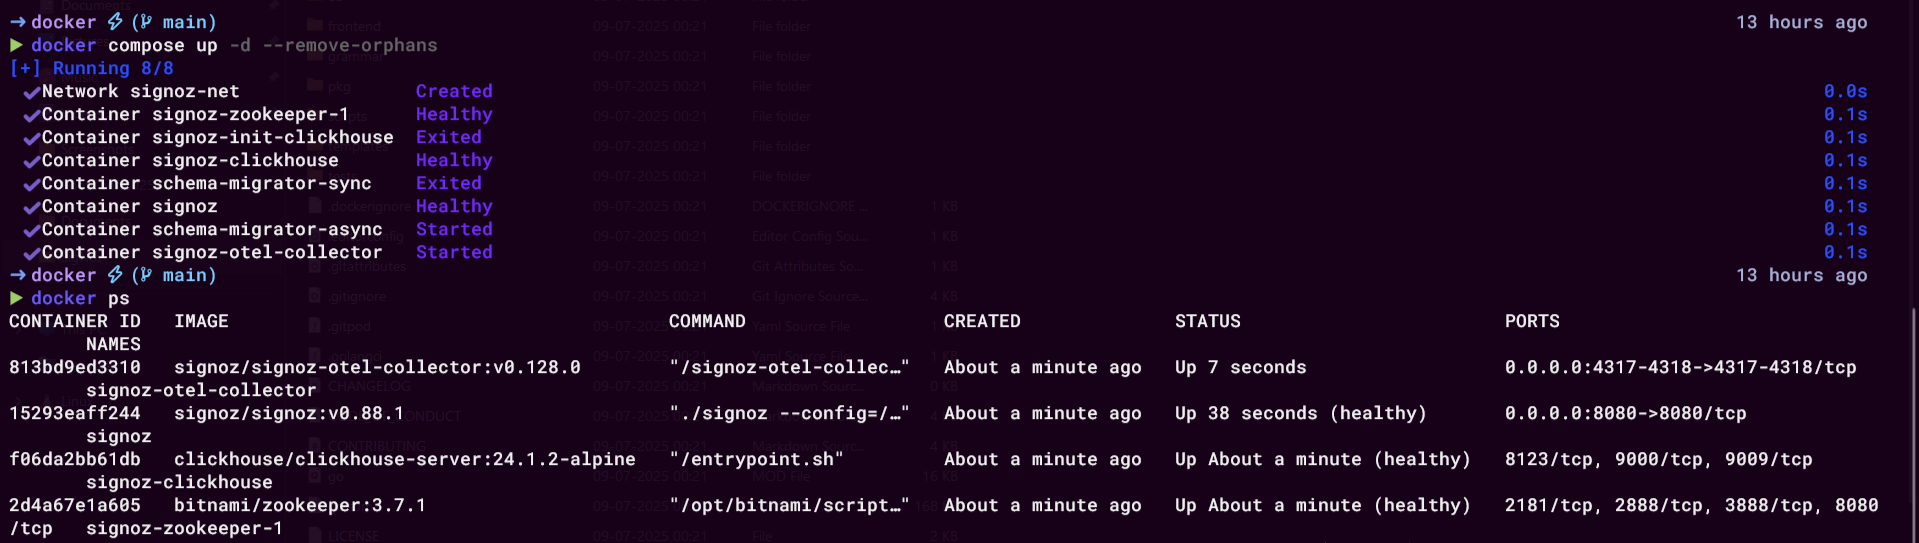 → docker ⚡ ( main) 13 hours ago
▶ docker compose up -d --remove-orphans
[+] Running 8/8
✔Network signoz-net Created 0.0s
✔Container signoz-zookeeper-1 Healthy 0.1s
✔Container signoz-init-clickhouse Exited 0.1s
✔Container signoz-clickhouse Healthy 0.1s
✔Container schema-migrator-sync Exited 0.1s
✔Container signoz Healthy 0.1s
✔Container schema-migrator-async Started 0.1s
✔Container signoz-otel-collector Started 0.1s
→ docker ⚡ ( main) 13 hours ago
▶ docker ps
CONTAINER ID IMAGE COMMAND CREATED STATUS PORTS
NAMES
813bd9ed3310 signoz/signoz-otel-collector:v0.128.0 "/signoz-otel-collec…" About a minute ago Up 7 seconds 0.0.0.0:4317-4318->4317-4318/tcp
signoz-otel-collector
15293eaff244 signoz/signoz:v0.88.1 "./signoz --config=/…" About a minute ago Up 38 seconds (healthy) 0.0.0.0:8080->8080/tcp
signoz
f06da2bb61db clickhouse/clickhouse-server:24.1.2-alpine "/entrypoint.sh" About a minute ago Up About a minute (healthy) 8123/tcp, 9000/tcp, 9009/tcp
signoz-clickhouse
2d4a67e1a605 bitnami/zookeeper:3.7.1 "/opt/bitnami/script…" About a minute ago Up About a minute (healthy) 2181/tcp, 2888/tcp, 3888/tcp, 8080
/tcp signoz-zookeeper-1